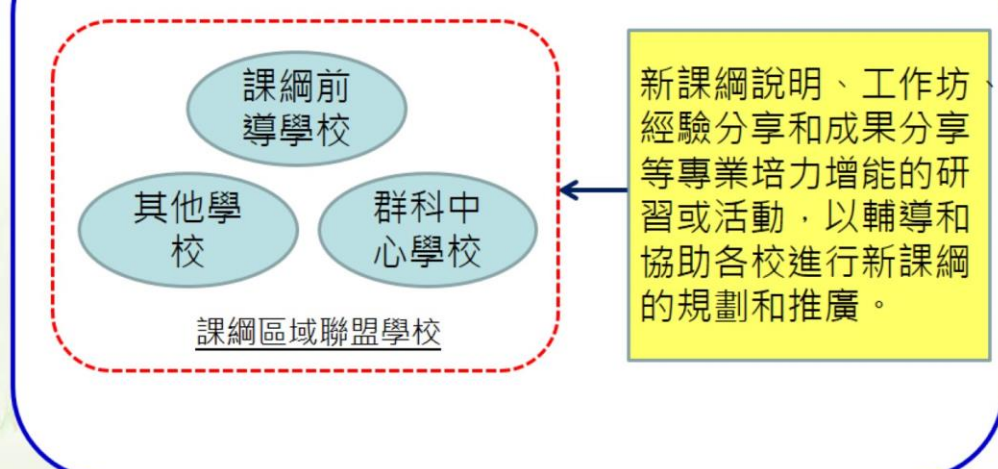 課綱前
導學校
其他學
校
群科中
心學校
課綱區域聯盟學校
新課綱說明、工作坊、
經驗分享和成果分享
等專業培力增能的研
習或活動，以輔導和
協助各校進行新課綱
的規劃和推廣。